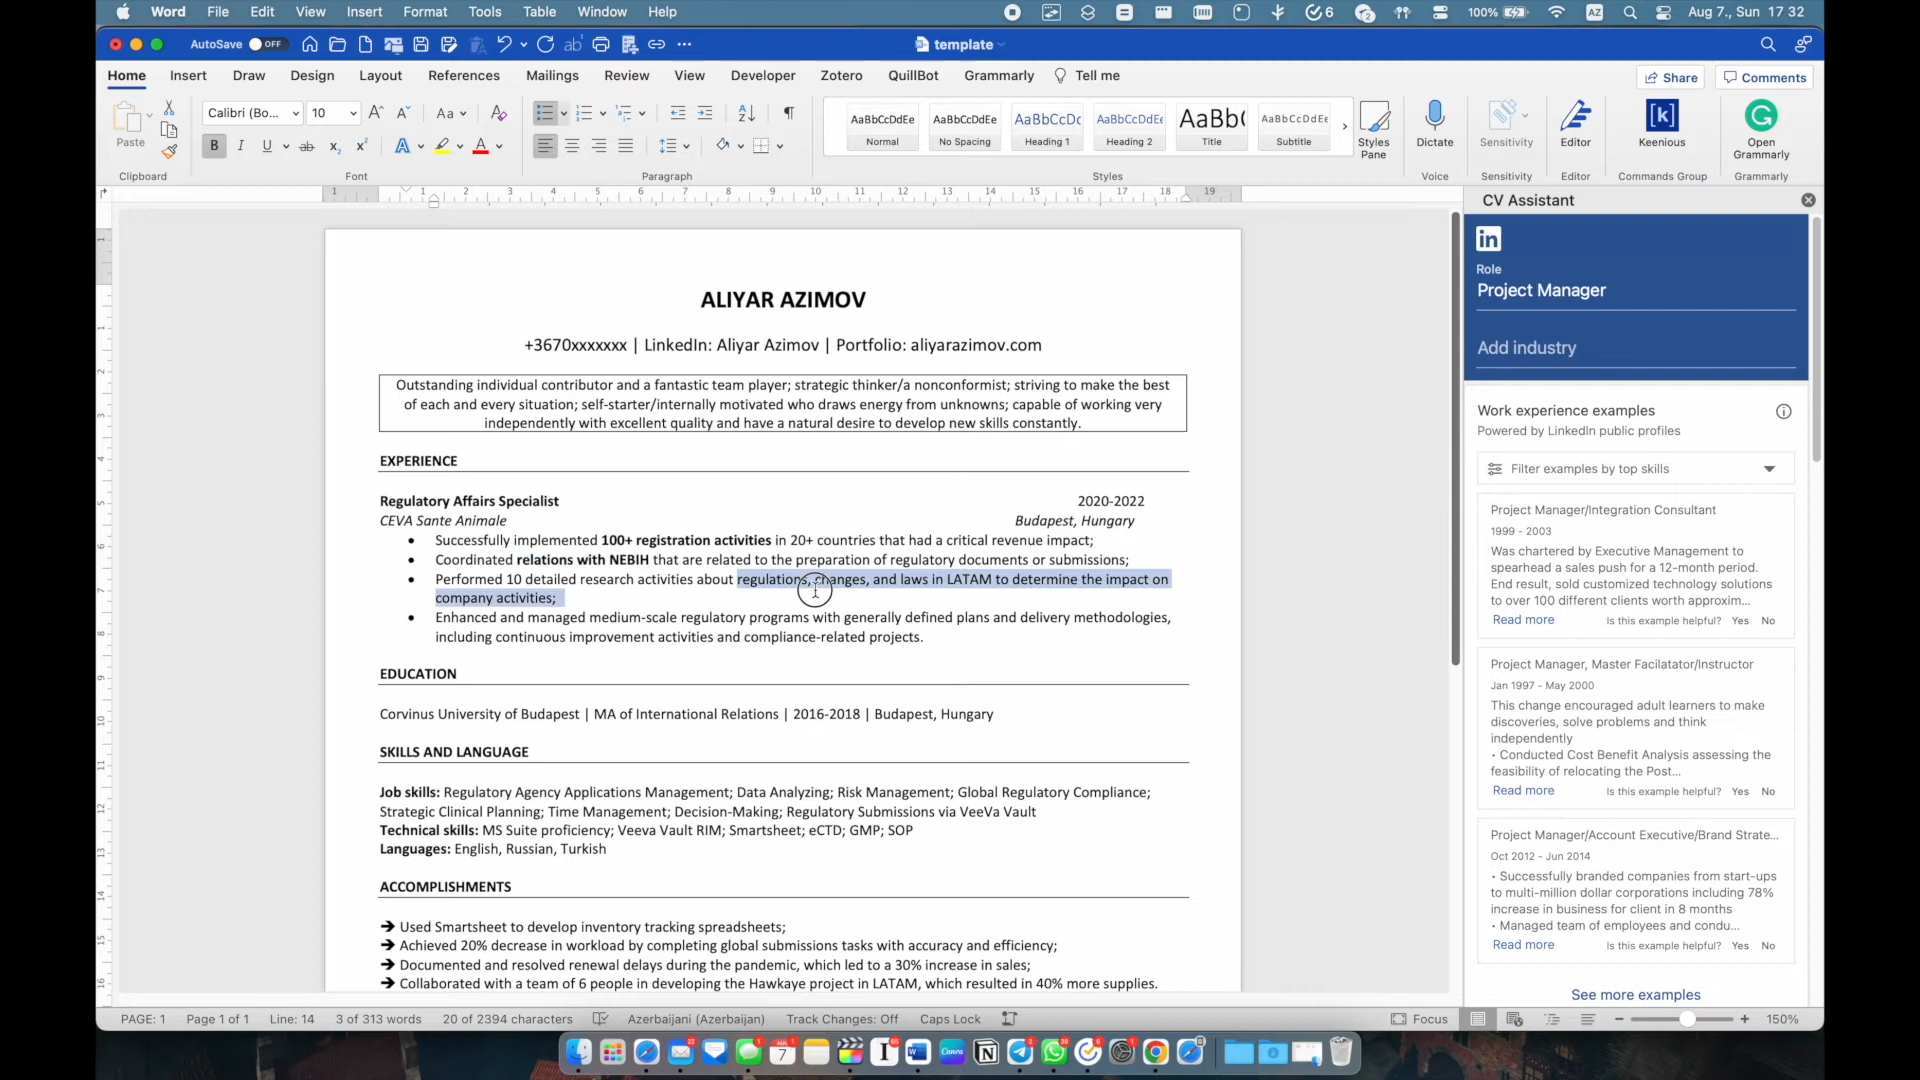 Word File Edit View Insert Format Tools Table Window Help 6 2 100% AZ Aug 7., Sun 17 32
AutoSave OFF template
Home Insert Draw Design Layout References Mailings Review View Developer Zotero QuillBot Grammarly Tell me Share Comments
Paste Calibri (Bo... 10 Aa
AaBbCcDdEe AaBbCcDdEe AaBbCcDc AaBbCcDdEe AaBb( AaBbCcDdEe
Normal No Spacing Heading 1 Heading 2 Title Subtitle
Styles Pane Dictate Sensitivity Editor Keenious Open Grammarly
Clipboard Font Paragraph Styles Voice Sensitivity Editor Commands Group Grammarly
1 1 2 3 4 5 6 7 8 9 10 11 12 13 14 15 16 17 18 19
ALIYAR AZIMOV
+3670xxxxxxx | LinkedIn: Aliyar Azimov | Portfolio: aliyarazimov.com
Outstanding individual contributor and a fantastic team player; strategic thinker/a nonconformist; striving to make the best
of each and every situation; self-starter/internally motivated who draws energy from unknowns; capable of working very
independently with excellent quality and have a natural desire to develop new skills constantly.
EXPERIENCE
Regulatory Affairs Specialist 2020-2022
CEVA Sante Animale Budapest, Hungary
• Successfully implemented 100+ registration activities in 20+ countries that had a critical revenue impact;
• Coordinated relations with NEBIH that are related to the preparation of regulatory documents or submissions;
• Performed 10 detailed research activities about regulations, changes, and laws in LATAM to determine the impact on
company activities;
• Enhanced and managed medium-scale regulatory programs with generally defined plans and delivery methodologies,
including continuous improvement activities and compliance-related projects.
EDUCATION
Corvinus University of Budapest | MA of International Relations | 2016-2018 | Budapest, Hungary
SKILLS AND LANGUAGE
Job skills: Regulatory Agency Applications Management; Data Analyzing; Risk Management; Global Regulatory Compliance;
Strategic Clinical Planning; Time Management; Decision-Making; Regulatory Submissions via VeeVa Vault
Technical skills: MS Suite proficiency; Veeva Vault RIM; Smartsheet; eCTD; GMP; SOP
Languages: English, Russian, Turkish
ACCOMPLISHMENTS
➔ Used Smartsheet to develop inventory tracking spreadsheets;
➔ Achieved 20% decrease in workload by completing global submissions tasks with accuracy and efficiency;
➔ Documented and resolved renewal delays during the pandemic, which led to a 30% increase in sales;
➔ Collaborated with a team of 6 people in developing the Hawkaye project in LATAM, which resulted in 40% more supplies.
CV Assistant
in
Role
Project Manager
Add industry
Work experience examples
Powered by LinkedIn public profiles
Filter examples by top skills
Project Manager/Integration Consultant
1999 - 2003
Was chartered by Executive Management to
spearhead a sales push for a 12-month period.
End result, sold customized technology solutions
to over 100 different clients worth approxim...
Read more Is this example helpful? Yes No
Project Manager, Master Facilatator/Instructor
Jan 1997 - May 2000
This change encouraged adult learners to make
discoveries, solve problems and think
independently
• Conducted Cost Benefit Analysis assessing the
feasibility of relocating the Post...
Read more Is this example helpful? Yes No
Project Manager/Account Executive/Brand Strate...
Oct 2012 - Jun 2014
• Successfully branded companies from start-ups
to multi-million dollar corporations including 78%
increase in business for client in 8 months
• Managed team of employees and condu...
Read more Is this example helpful? Yes No
See more examples
PAGE: 1 Page 1 of 1 Line: 14 3 of 313 words 20 of 2394 characters Azerbaijani (Azerbaijan) Track Changes: Off Caps Lock Focus 150%